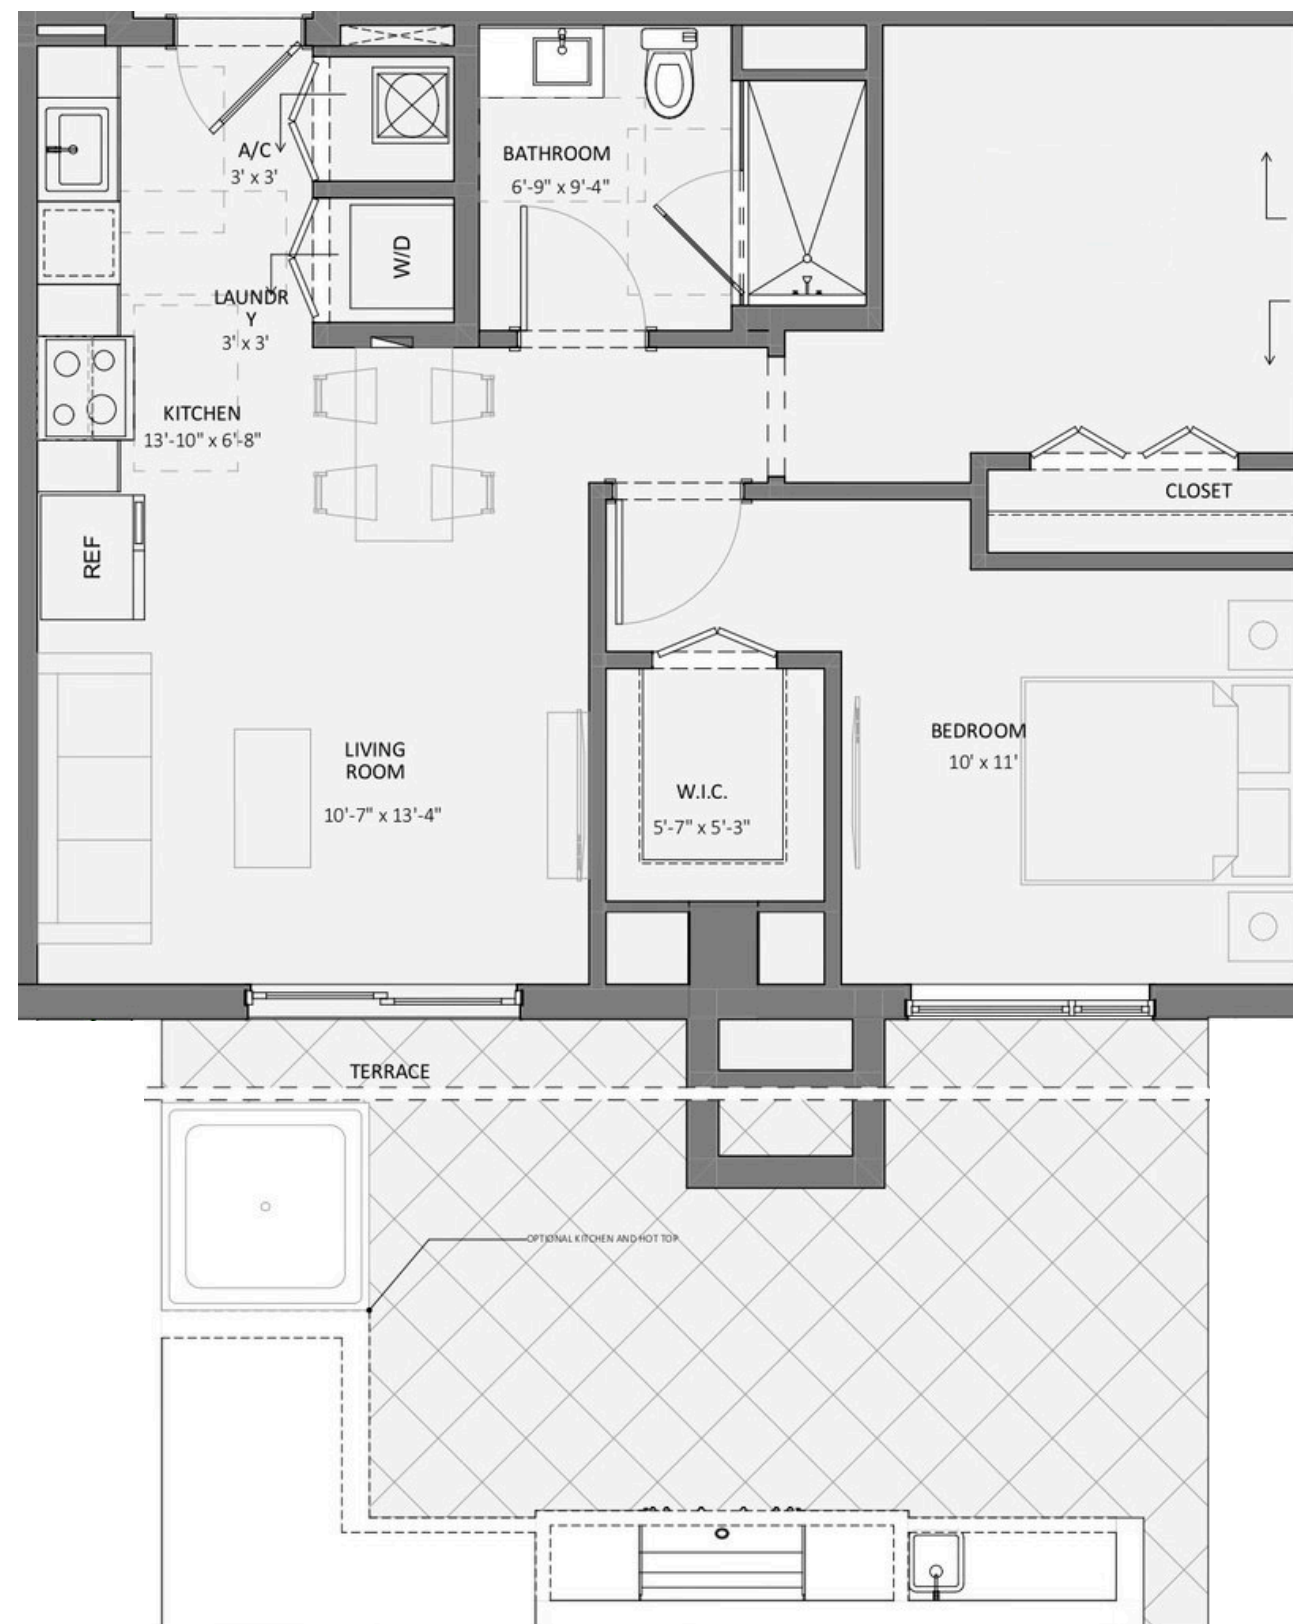 A/C
3' x 3'
BATHROOM
6'-9" x 9'-4"
W/D
LAUNDR
Y
3' x 3'
KITCHEN
13'-10" x 6'-8"
CLOSET
REF
LIVING
ROOM
10'-7" x 13'-4"
W.I.C.
5'-7" x 5'-3"
BEDROOM
10' x 11'
TERRACE
OPTIONAL KITCHEN AND HOT TOP